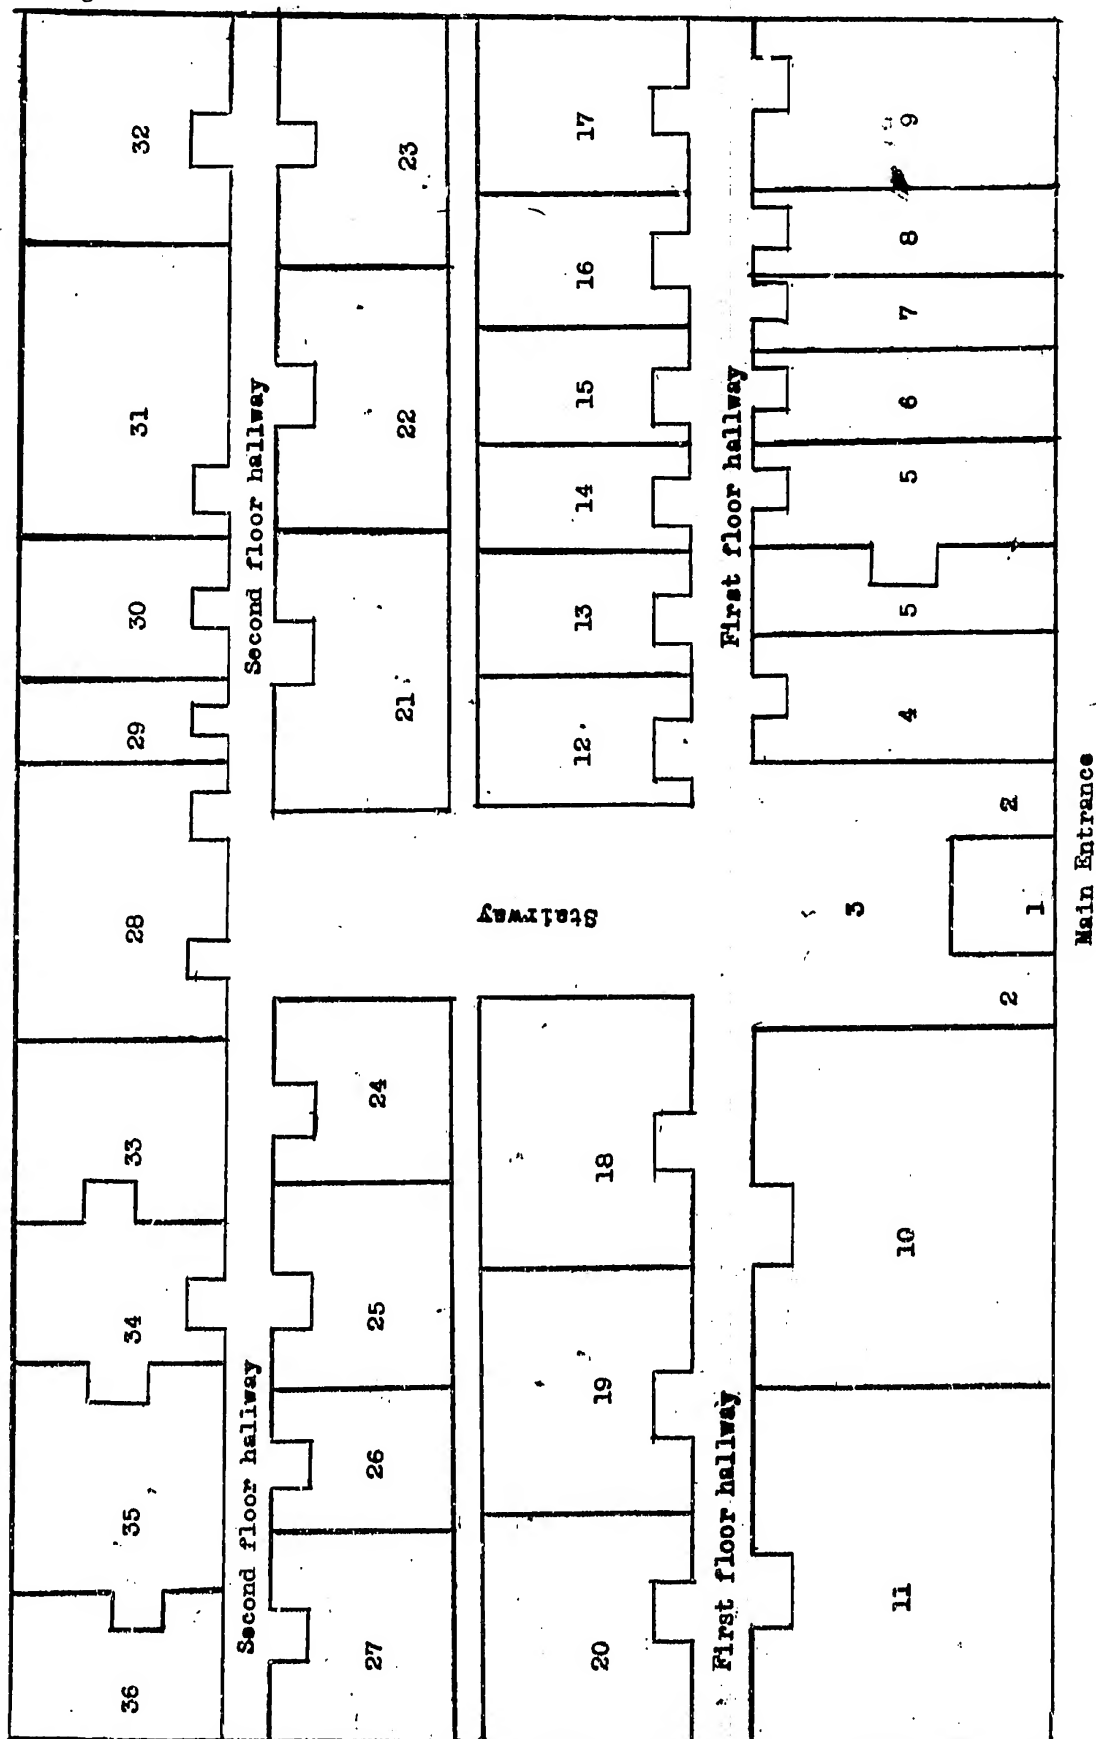 36 35 34 33 28 29 30 31 32
Second floor hallway
Second floor hallway
27 26 25 24 21 22 23
Stairway
20 19 18 12 13 14 15 16 17
First floor hallway
First floor hallway
11 10 3 4 5 5 6 7 8 9
2 1 2
Main Entrance